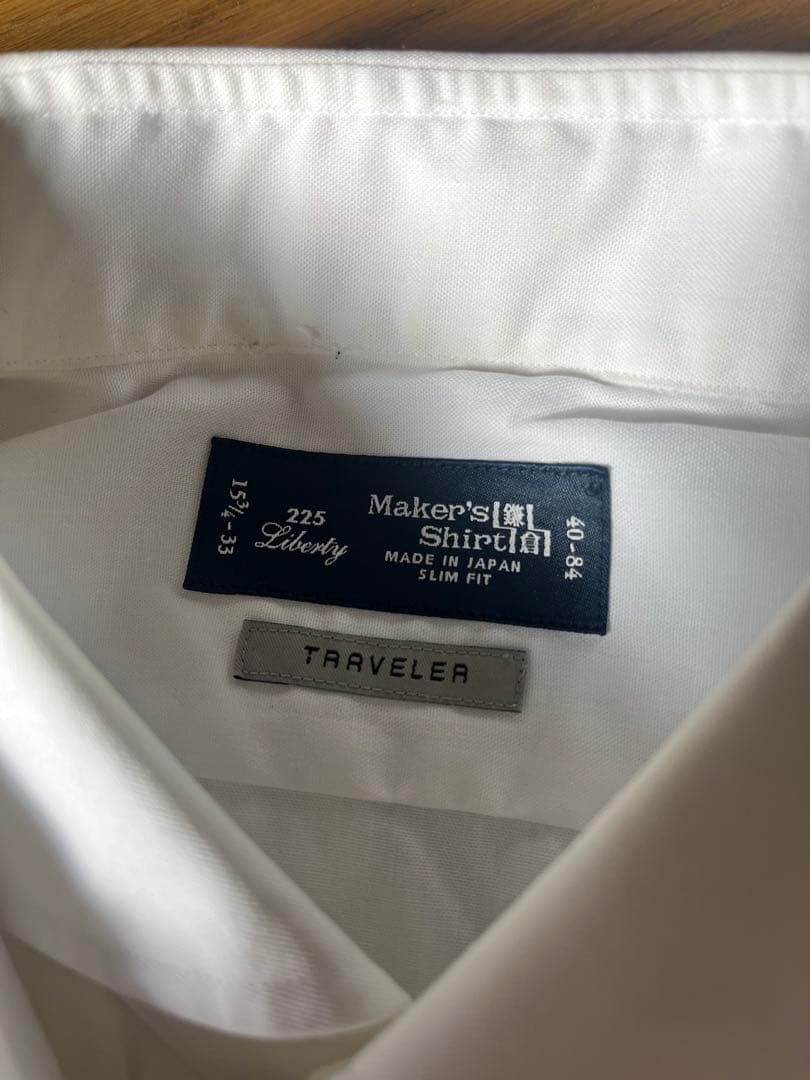 15¾-33
225
Liberty
Maker's 鎌
Shirt 倉
MADE IN JAPAN
SLIM FIT
40-84
TRAVELER